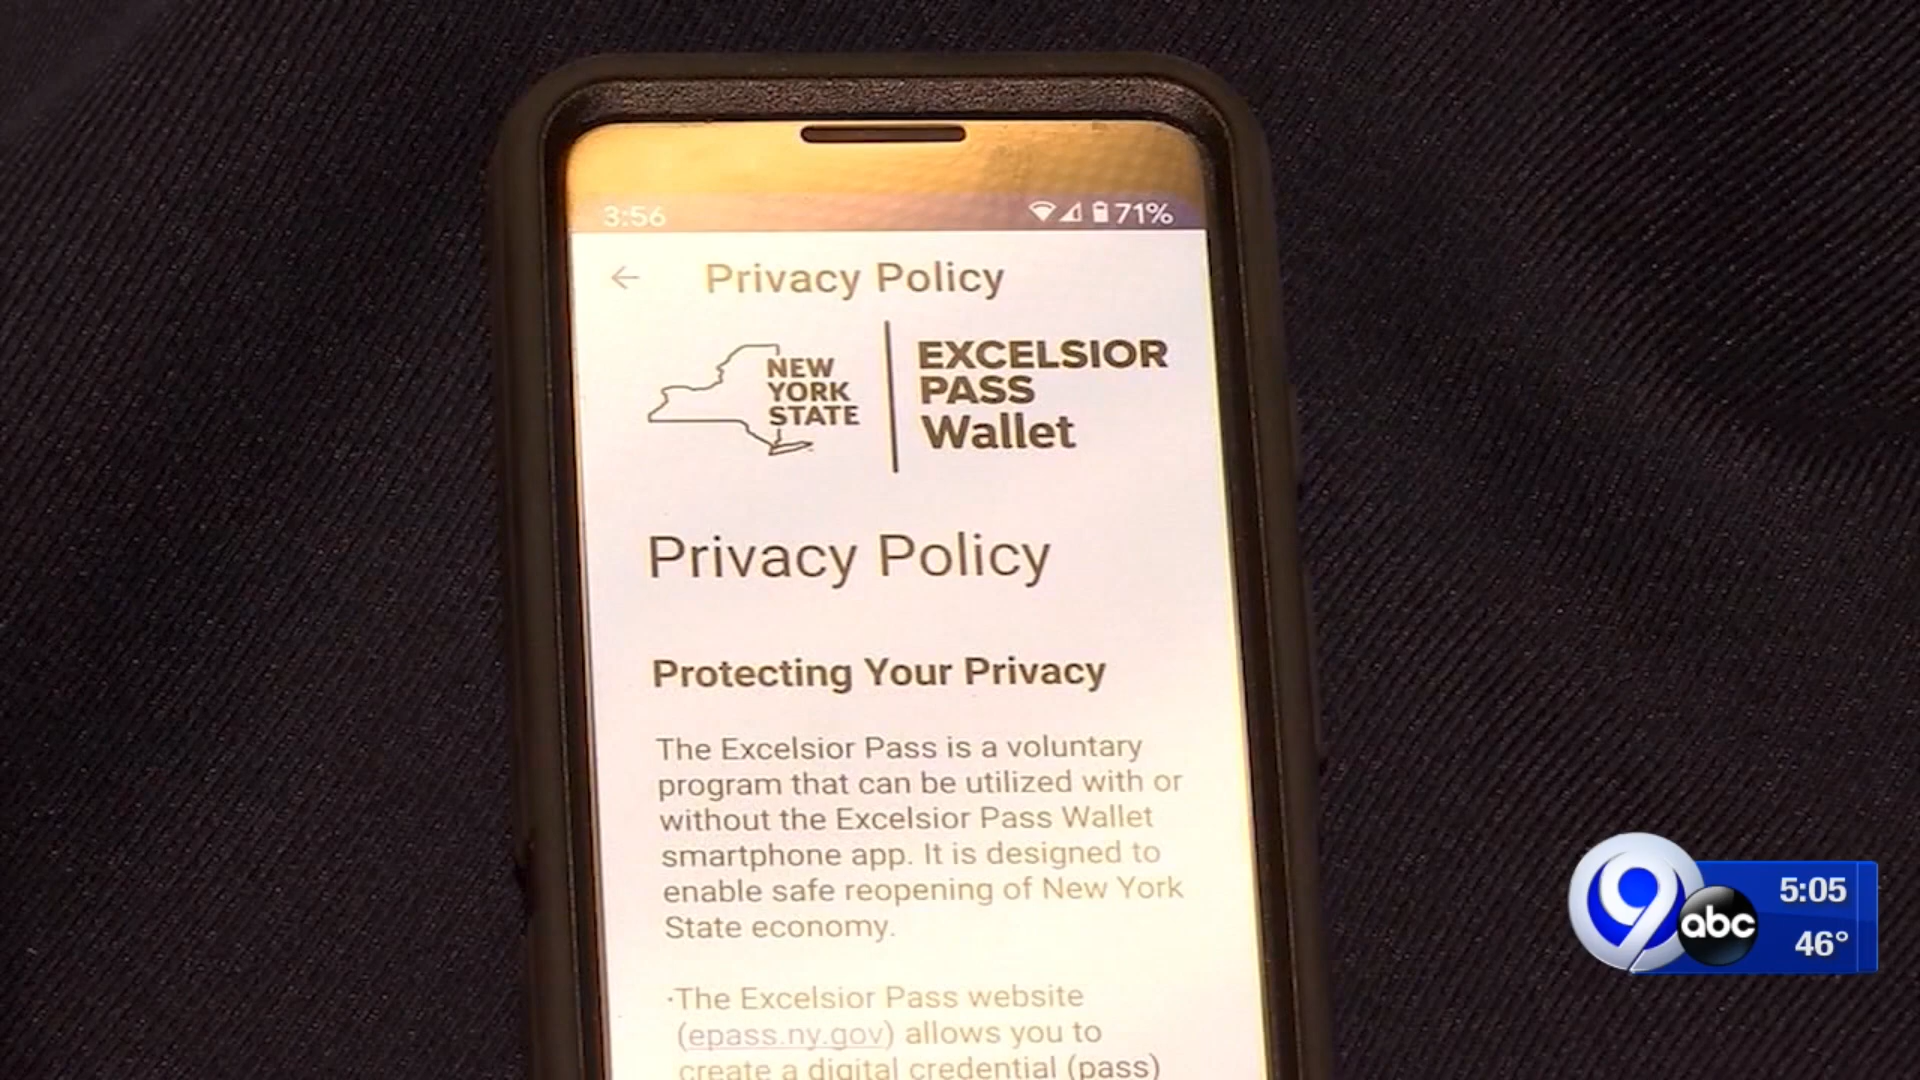 3:56
71%
Privacy Policy
NEW
YORK
STATE
EXCELSIOR
PASS
Wallet
Privacy Policy
Protecting Your Privacy
The Excelsior Pass is a voluntary
program that can be utilized with or
without the Excelsior Pass Wallet
smartphone app. It is designed to
enable safe reopening of New York
State economy.
·The Excelsior Pass website
(epass.ny.gov) allows you to
create a digital credential (pass)
9
abc
5:05
46°